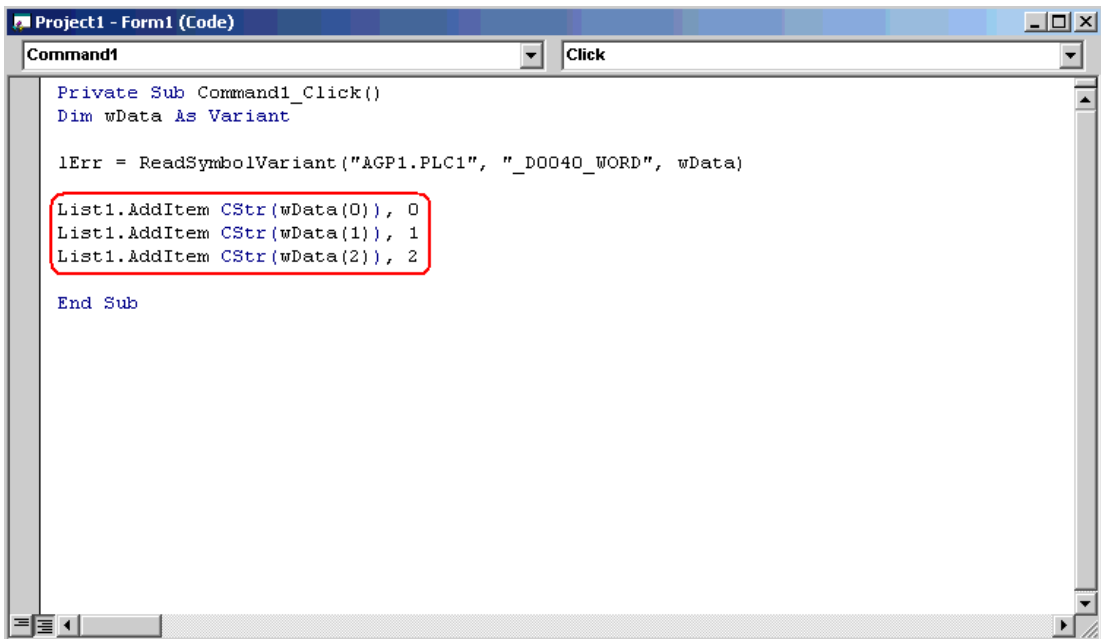 Project1 - Form1 (Code)
Command1 Click
Private Sub Command1_Click()
Dim wData As Variant
lErr = ReadSymbolVariant("AGP1.PLC1", "_D0040_WORD", wData)
List1.AddItem CStr(wData(0)), 0
List1.AddItem CStr(wData(1)), 1
List1.AddItem CStr(wData(2)), 2
End Sub